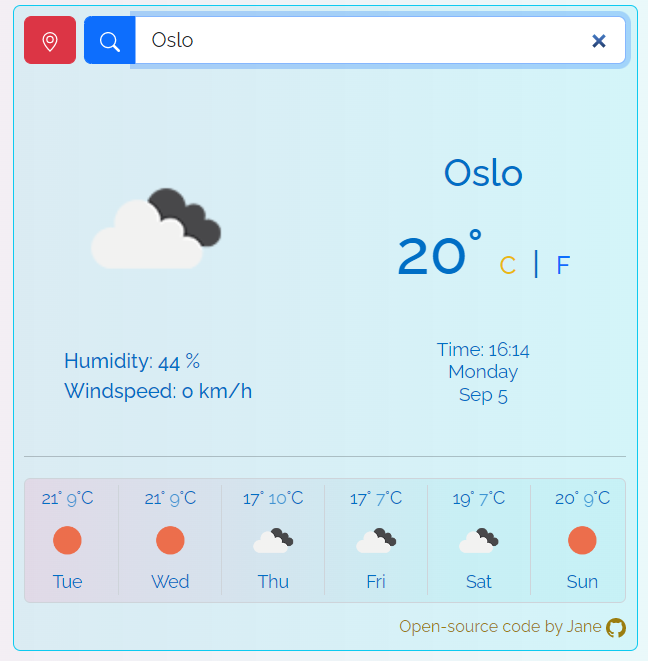 Oslo
Oslo
20° C | F
Humidity: 44 %
Windspeed: 0 km/h
Time: 16:14
Monday
Sep 5
21° 9°C 21° 9°C 17° 10°C 17° 7°C 19° 7°C 20° 9°C
Tue Wed Thu Fri Sat Sun
Open-source code by Jane